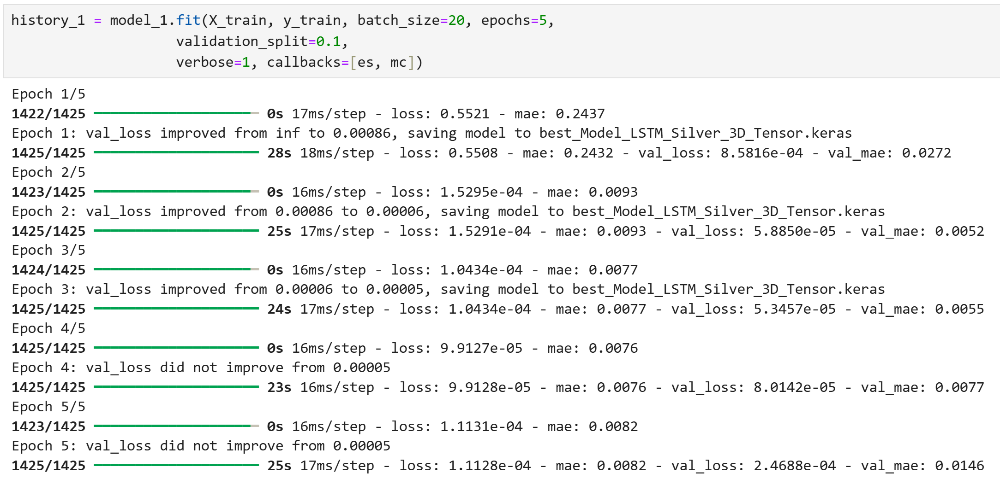 history_1 = model_1.fit(X_train, y_train, batch_size=20, epochs=5,
validation_split=0.1,
verbose=1, callbacks=[es, mc])
Epoch 1/5
1422/1425 0s 17ms/step - loss: 0.5521 - mae: 0.2437
Epoch 1: val_loss improved from inf to 0.00086, saving model to best_Model_LSTM_Silver_3D_Tensor.keras
1425/1425 28s 18ms/step - loss: 0.5508 - mae: 0.2432 - val_loss: 8.5816e-04 - val_mae: 0.0272
Epoch 2/5
1423/1425 0s 16ms/step - loss: 1.5295e-04 - mae: 0.0093
Epoch 2: val_loss improved from 0.00086 to 0.00006, saving model to best_Model_LSTM_Silver_3D_Tensor.keras
1425/1425 25s 17ms/step - loss: 1.5291e-04 - mae: 0.0093 - val_loss: 5.8850e-05 - val_mae: 0.0052
Epoch 3/5
1424/1425 0s 16ms/step - loss: 1.0434e-04 - mae: 0.0077
Epoch 3: val_loss improved from 0.00006 to 0.00005, saving model to best_Model_LSTM_Silver_3D_Tensor.keras
1425/1425 24s 17ms/step - loss: 1.0434e-04 - mae: 0.0077 - val_loss: 5.3457e-05 - val_mae: 0.0055
Epoch 4/5
1425/1425 0s 16ms/step - loss: 9.9127e-05 - mae: 0.0076
Epoch 4: val_loss did not improve from 0.00005
1425/1425 23s 16ms/step - loss: 9.9128e-05 - mae: 0.0076 - val_loss: 8.0142e-05 - val_mae: 0.0077
Epoch 5/5
1423/1425 0s 16ms/step - loss: 1.1131e-04 - mae: 0.0082
Epoch 5: val_loss did not improve from 0.00005
1425/1425 25s 17ms/step - loss: 1.1128e-04 - mae: 0.0082 - val_loss: 2.4688e-04 - val_mae: 0.0146